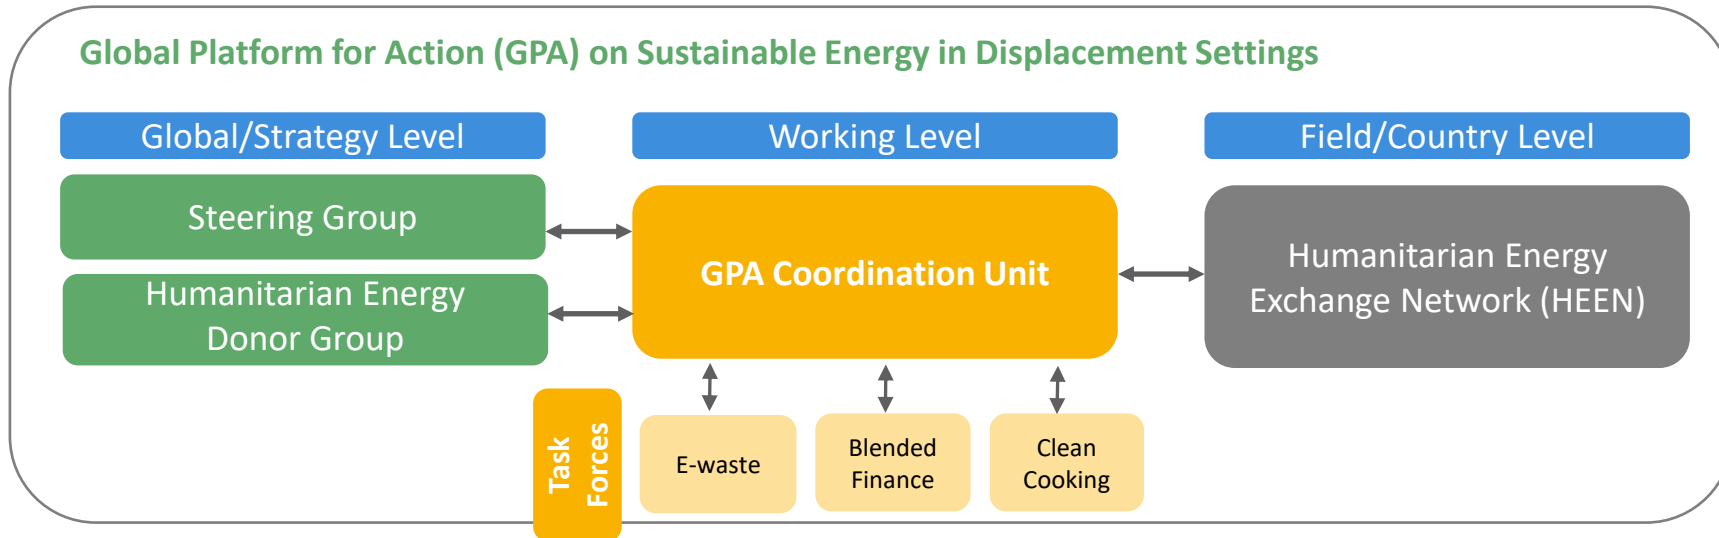 Global Platform for Action (GPA) on Sustainable Energy in Displacement Settings
Global/Strategy Level
Working Level
Field/Country Level
Steering Group
Humanitarian Energy
Donor Group
GPA Coordination Unit
Humanitarian Energy
Exchange Network (HEEN)
Task
Forces
E-waste
Blended
Finance
Clean
Cooking